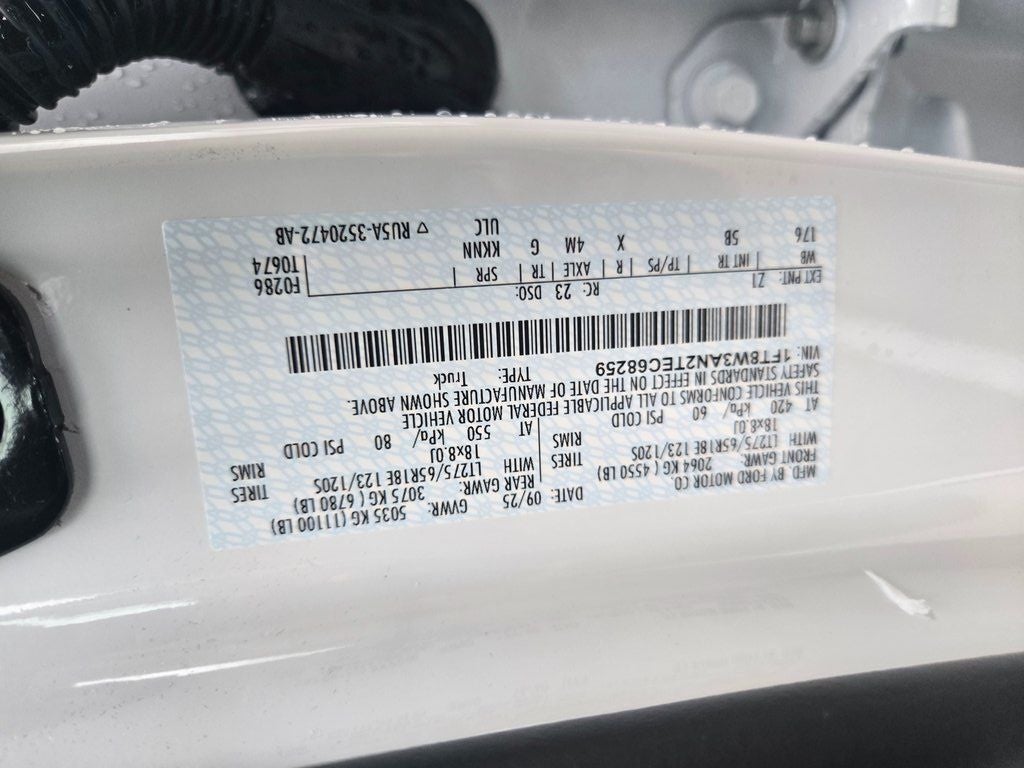 MFD. BY FORD MOTOR CO.
DATE: 09/25 GVWR: 5035 KG (11100 LB)
FRONT GAWR: 2064 KG ( 4550 LB) REAR GAWR: 3075 KG ( 6780 LB)
WITH LT275/65R18E 123/120S TIRES WITH LT275/65R18E 123/120S TIRES
18x8.0J RIMS 18x8.0J RIMS
AT 420 kPa/ 60 PSI COLD AT 550 kPa/ 80 PSI COLD
THIS VEHICLE CONFORMS TO ALL APPLICABLE FEDERAL MOTOR VEHICLE
SAFETY STANDARDS IN EFFECT ON THE DATE OF MANUFACTURE SHOWN ABOVE.
VIN: 1FT8W3AN2TEC68259 TYPE: Truck
EXT PNT: Z1 RC: 23 DSO: F0286
WB | INT TR | TP/PS | R | AXLE | TR | SPR T0674
176 5B X 4M G KKNN
ULC ▽ RU5A-3520472-AB